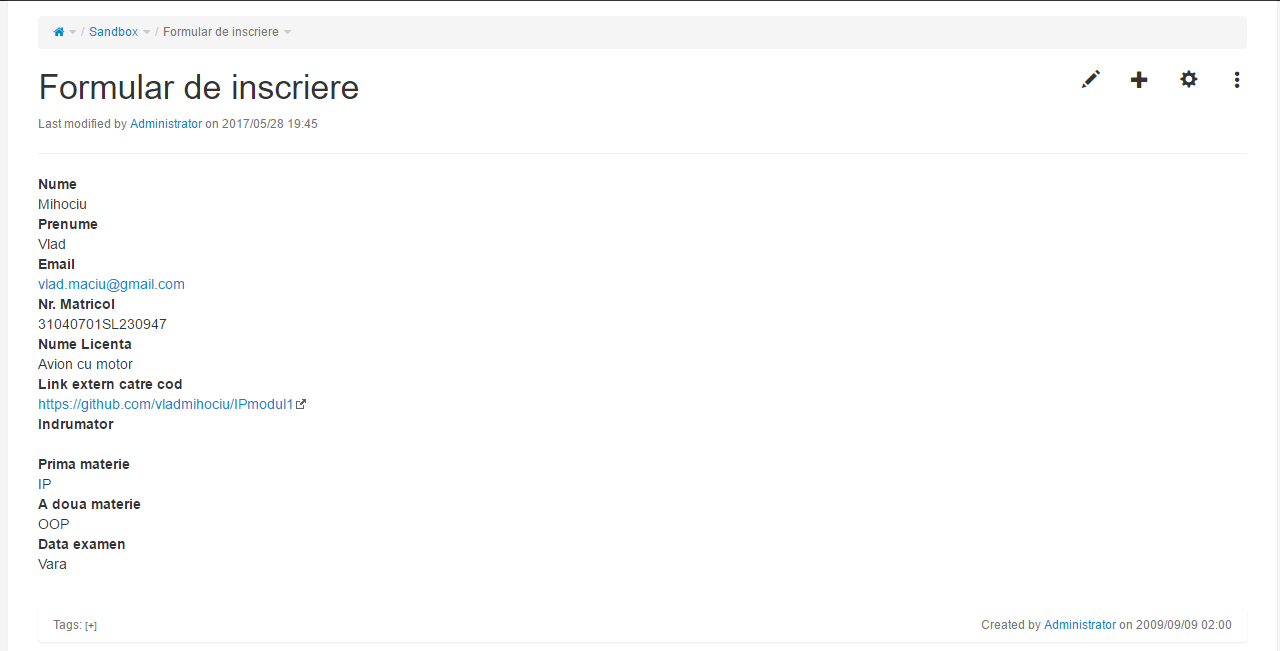 / Sandbox / Formular de inscriere
Formular de inscriere
Last modified by Administrator on 2017/05/28 19:45
Nume
Mihociu
Prenume
Vlad
Email
vlad.maciu@gmail.com
Nr. Matricol
31040701SL230947
Nume Licenta
Avion cu motor
Link extern catre cod
https://github.com/vladmihociu/IPmodul1
Indrumator
Prima materie
IP
A doua materie
OOP
Data examen
Vara
Tags: [+]
Created by Administrator on 2009/09/09 02:00